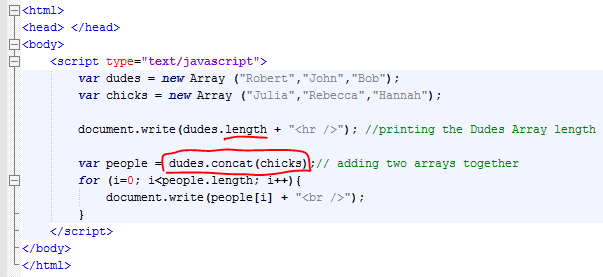 <html>
<head> </head>
<body>
<script type="text/javascript">
var dudes = new Array ("Robert","John","Bob");
var chicks = new Array ("Julia","Rebecca","Hannah");
document.write(dudes.length + "<hr />"); //printing the Dudes Array length
var people = dudes.concat(chicks);// adding two arrays together
for (i=0; i<people.length; i++){
document.write(people[i] + "<br />");
}
</script>
</body>
</html>